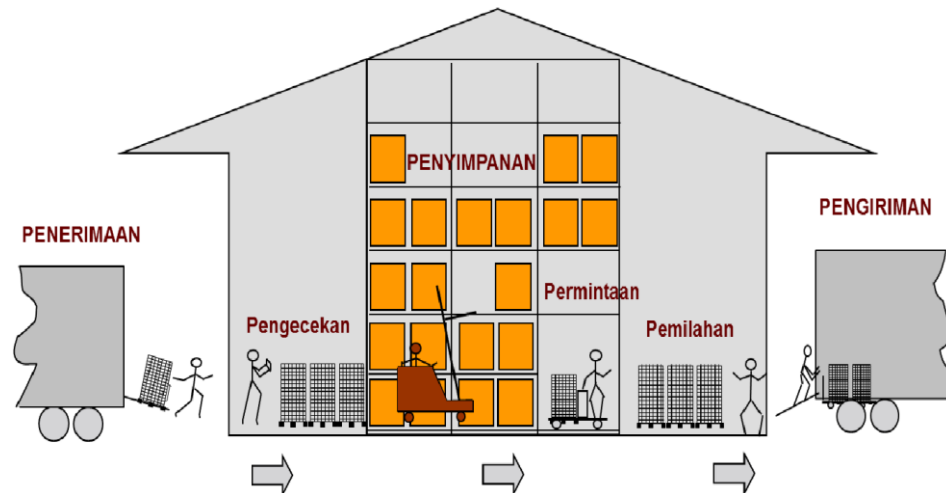 PENERIMAAN
Pengecekan
PENYIMPANAN
Permintaan
Pemilahan
PENGIRIMAN